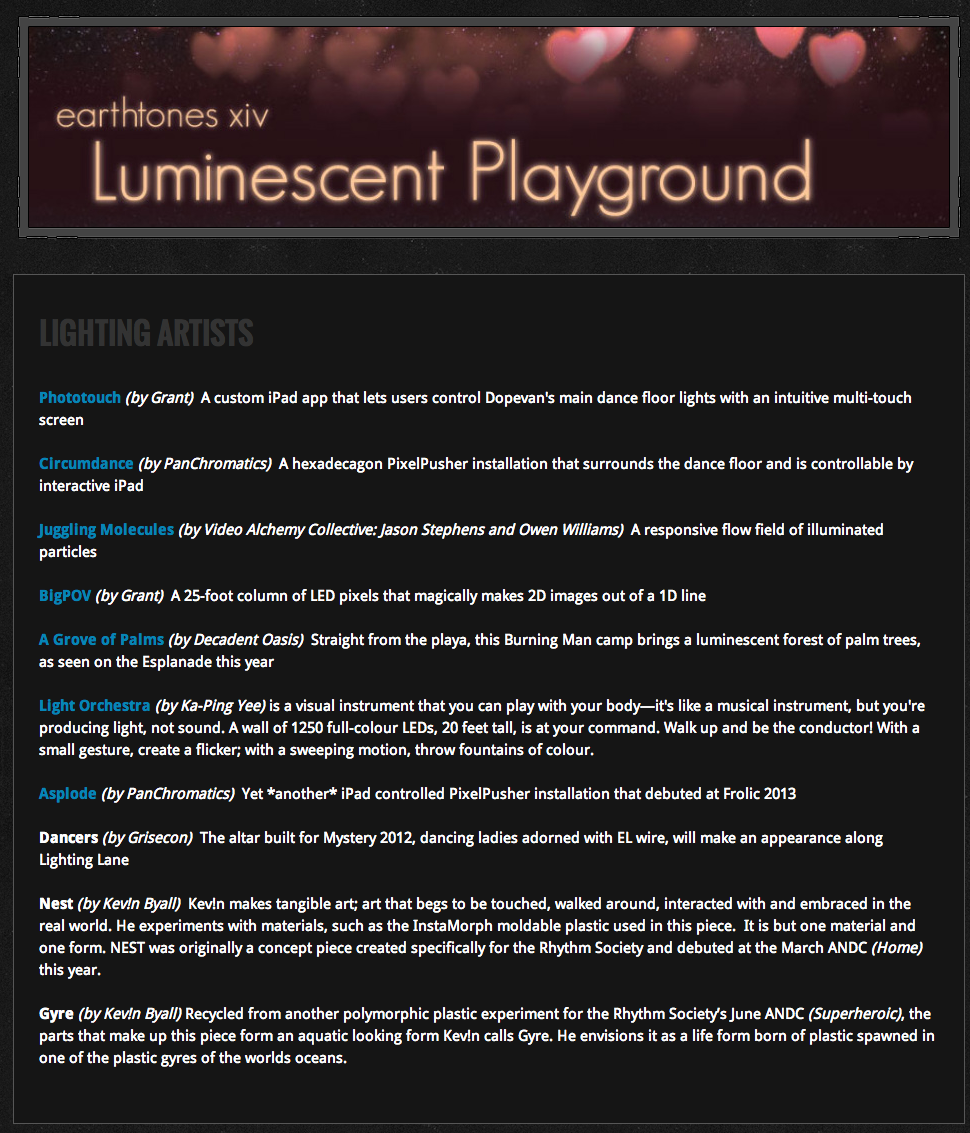 earthtones xiv
Luminescent Playground
LIGHTING ARTISTS
Phototouch (by Grant)  A custom iPad app that lets users control Dopevan's main dance floor lights with an intuitive multi-touch
screen
Circumdance (by PanChromatics)  A hexadecagon PixelPusher installation that surrounds the dance floor and is controllable by
interactive iPad
Juggling Molecules (by Video Alchemy Collective: Jason Stephens and Owen Williams)  A responsive flow field of illuminated
particles
BigPOV (by Grant)  A 25-foot column of LED pixels that magically makes 2D images out of a 1D line
A Grove of Palms (by Decadent Oasis)  Straight from the playa, this Burning Man camp brings a luminescent forest of palm trees,
as seen on the Esplanade this year
Light Orchestra (by Ka-Ping Yee) is a visual instrument that you can play with your body—it's like a musical instrument, but you're
producing light, not sound. A wall of 1250 full-colour LEDs, 20 feet tall, is at your command. Walk up and be the conductor! With a
small gesture, create a flicker; with a sweeping motion, throw fountains of colour.
Asplode (by PanChromatics)  Yet *another* iPad controlled PixelPusher installation that debuted at Frolic 2013
Dancers (by Grisecon)  The altar built for Mystery 2012, dancing ladies adorned with EL wire, will make an appearance along
Lighting Lane
Nest (by Kev!n Byall)  Kev!n makes tangible art; art that begs to be touched, walked around, interacted with and embraced in the
real world. He experiments with materials, such as the InstaMorph moldable plastic used in this piece.  It is but one material and
one form. NEST was originally a concept piece created specifically for the Rhythm Society and debuted at the March ANDC (Home)
this year.
Gyre (by Kev!n Byall) Recycled from another polymorphic plastic experiment for the Rhythm Society's June ANDC (Superheroic), the
parts that make up this piece form an aquatic looking form Kev!n calls Gyre. He envisions it as a life form born of plastic spawned in
one of the plastic gyres of the worlds oceans.